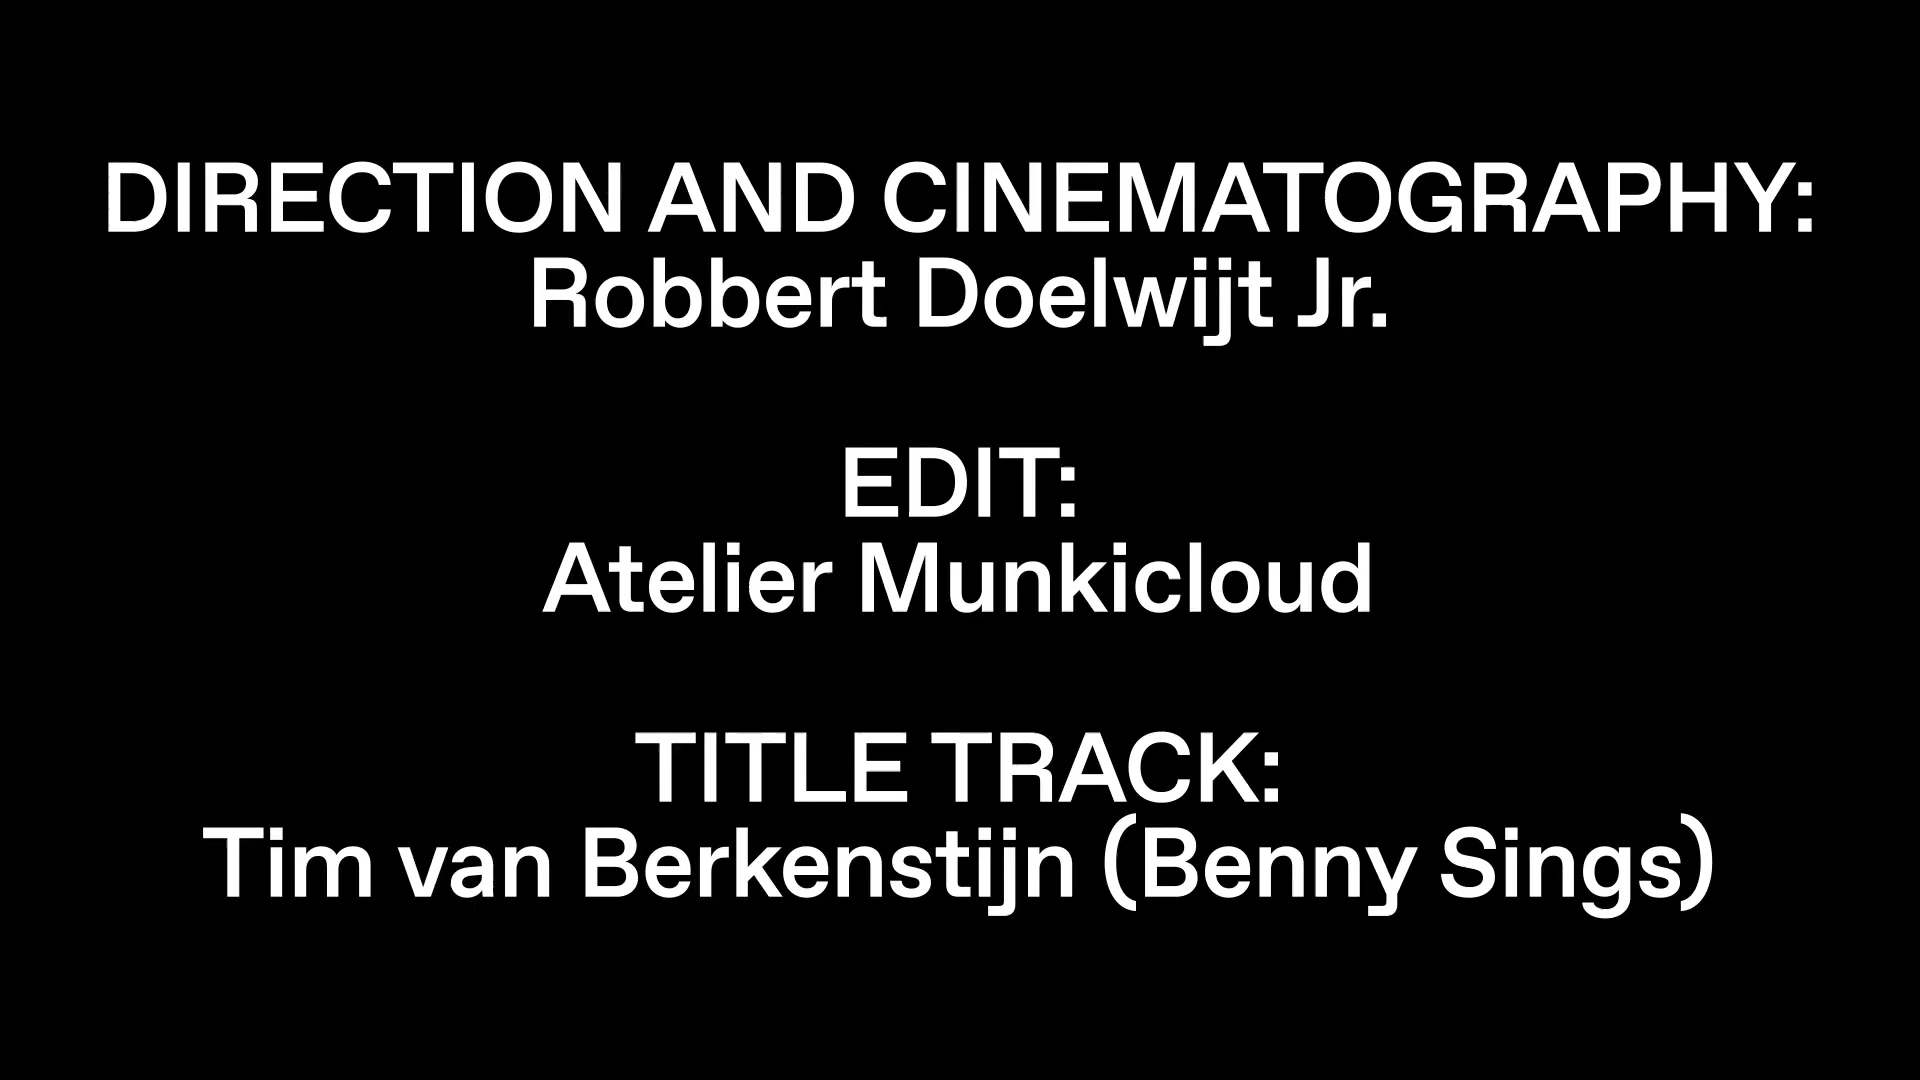 DIRECTION AND CINEMATOGRAPHY:
Robbert Doelwijt Jr.
EDIT:
Atelier Munkicloud
TITLE TRACK:
Tim van Berkenstijn (Benny Sings)